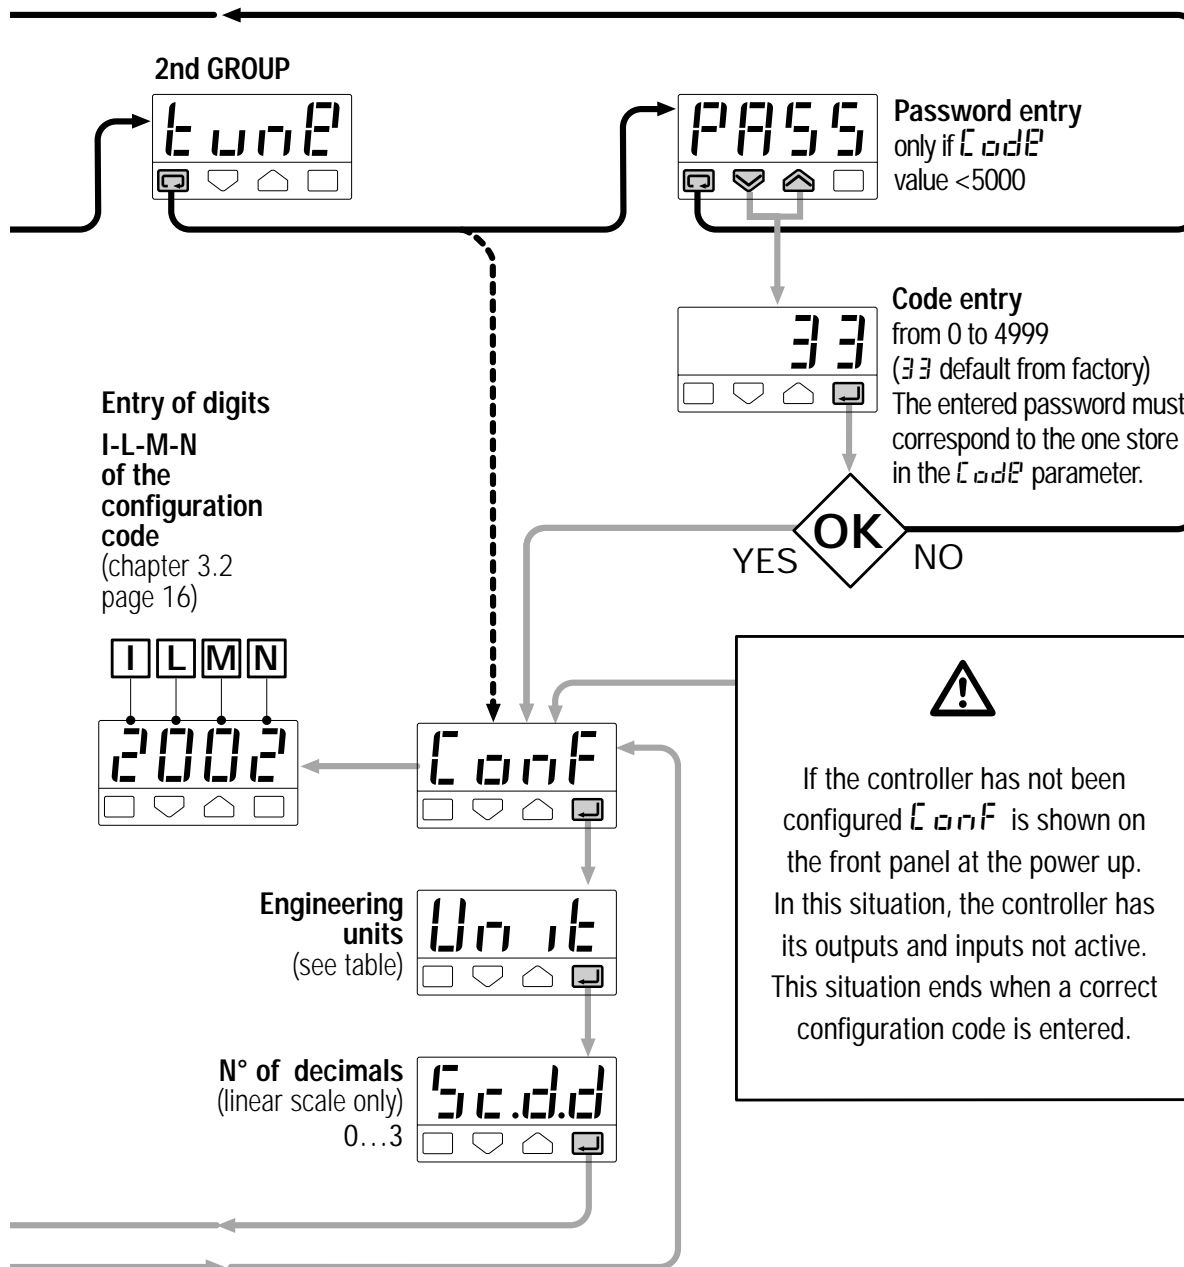 2nd GROUP
tunE
PASS
Password entry
only if CodE
value <5000
33
Code entry
from 0 to 4999
(33 default from factory)
The entered password must
correspond to the one store
in the CodE parameter.
OK
YES
NO
Entry of digits
I-L-M-N
of the
configuration
code
(chapter 3.2
page 16)
I L M N
2002
ConF
Engineering
units
(see table)
Unit
N° of decimals
(linear scale only)
0...3
Sc.d.d
If the controller has not been
configured ConF is shown on
the front panel at the power up.
In this situation, the controller has
its outputs and inputs not active.
This situation ends when a correct
configuration code is entered.